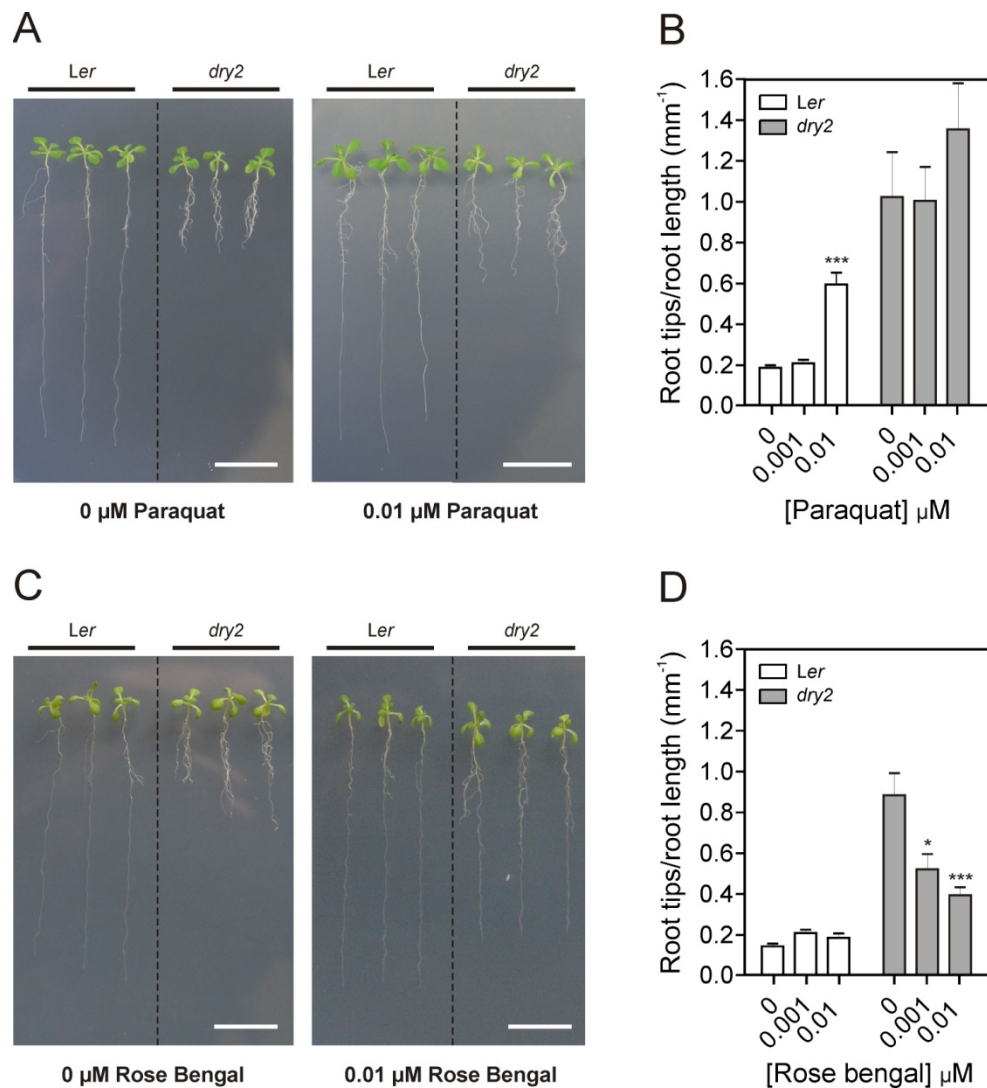 A
Ler dry2 Ler dry2
0 µM Paraquat 0.01 µM Paraquat
B
Root tips/root length (mm⁻¹)
1.6
1.4
1.2
1.0
0.8
0.6
0.4
0.2
0.0
Ler
dry2
***
0 0.001 0.01 0 0.001 0.01
[Paraquat] µM
C
Ler dry2 Ler dry2
0 µM Rose Bengal 0.01 µM Rose Bengal
D
Root tips/root length (mm⁻¹)
1.6
1.4
1.2
1.0
0.8
0.6
0.4
0.2
0.0
Ler
dry2
*
***
0 0.001 0.01 0 0.001 0.01
[Rose bengal] µM